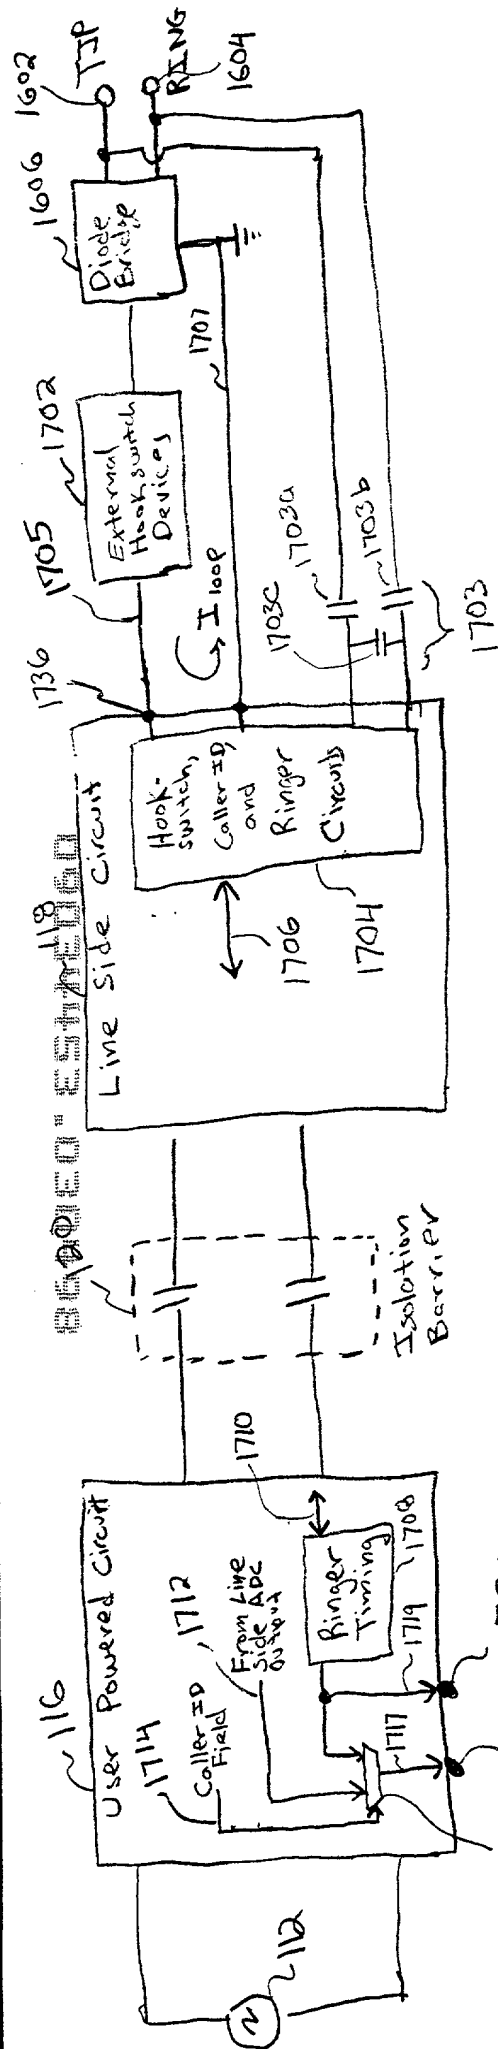 1602
TIP
RING
1604
1606
Diode
Bridge
1707
1702
External
Hookswitch
Devices
1705
I loop
1736
1703a
1703b
1703c
1703
118
Line Side Circuit
Hook-
switch,
Caller ID,
and
Ringer
Circuits
1706
1704
120
Isolation
Barrier
116
User Powered Circuit
1710
1712
From Line
Side ADC
output
1714
Caller ID
Field
Ringer
Timing
1708
1719
1717
112